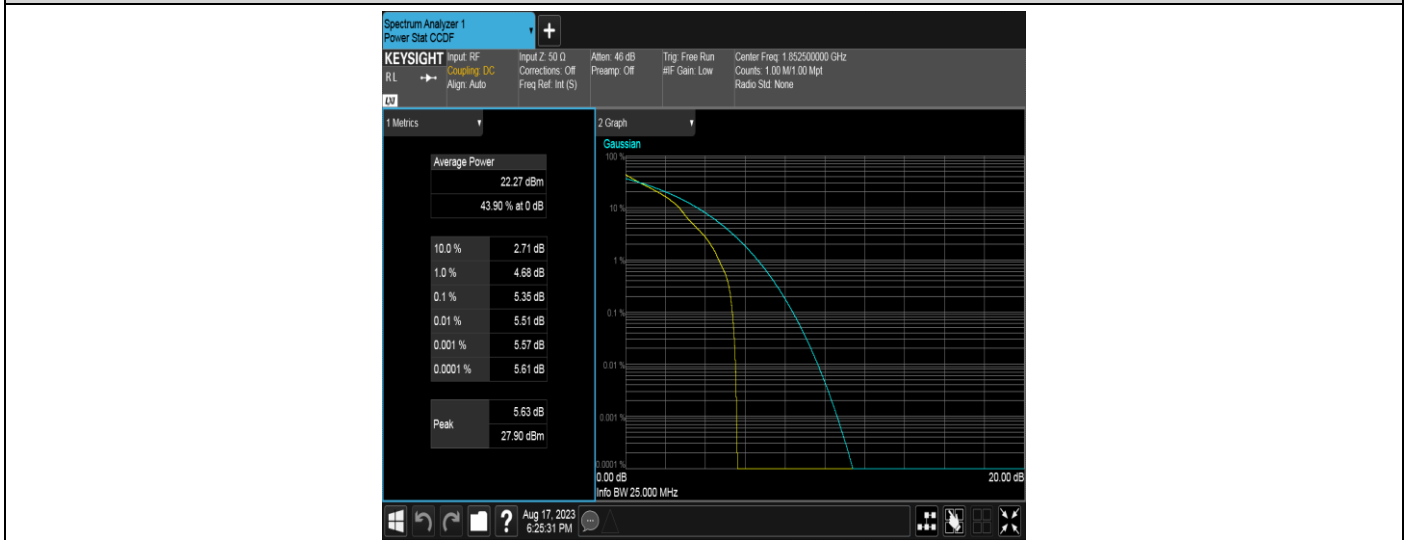 Spectrum Analyzer 1
Power Stat CCDF
+
KEYSIGHT
RL
LXI
Input: RF
Coupling: DC
Align: Auto
Input Z: 50 Ω
Corrections: Off
Freq Ref: Int (S)
Atten: 46 dB
Preamp: Off
Trig: Free Run
#IF Gain: Low
Center Freq: 1.852500000 GHz
Counts: 1.00 M/1.00 Mpt
Radio Std: None
1 Metrics
Average Power
22.27 dBm
43.90 % at 0 dB
10.0 % 2.71 dB
1.0 % 4.68 dB
0.1 % 5.35 dB
0.01 % 5.51 dB
0.001 % 5.57 dB
0.0001 % 5.61 dB
Peak
5.63 dB
27.90 dBm
2 Graph
Gaussian
100 %
10 %
1 %
0.1 %
0.01 %
0.001 %
0.0001 %
0.00 dB 20.00 dB
Info BW 25.000 MHz
?
Aug 17, 2023
6:25:31 PM